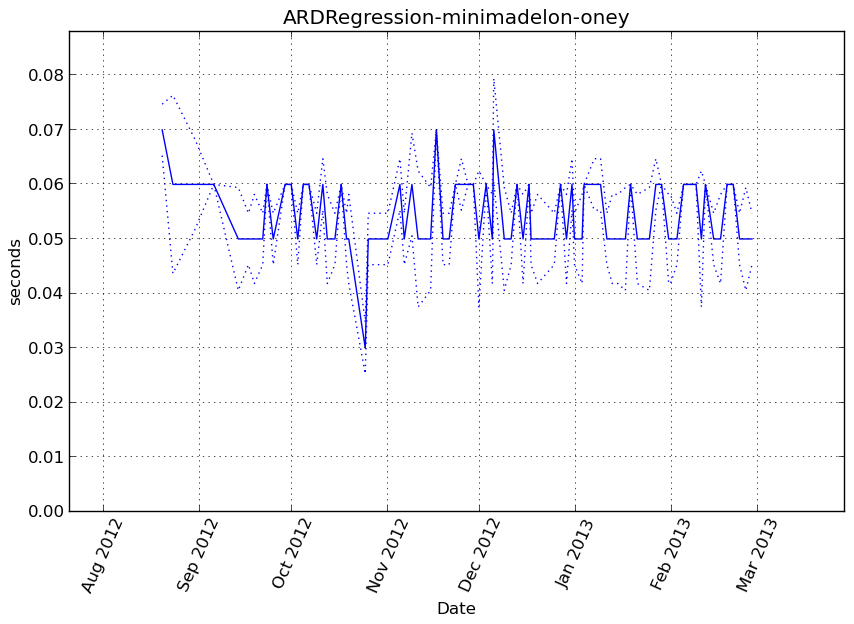 ARDRegression-minimadelon-oney
0.08
0.07
0.06
0.05
0.04
0.03
0.02
0.01
0.00
seconds
Aug 2012
Sep 2012
Oct 2012
Nov 2012
Dec 2012
Jan 2013
Feb 2013
Mar 2013
Date